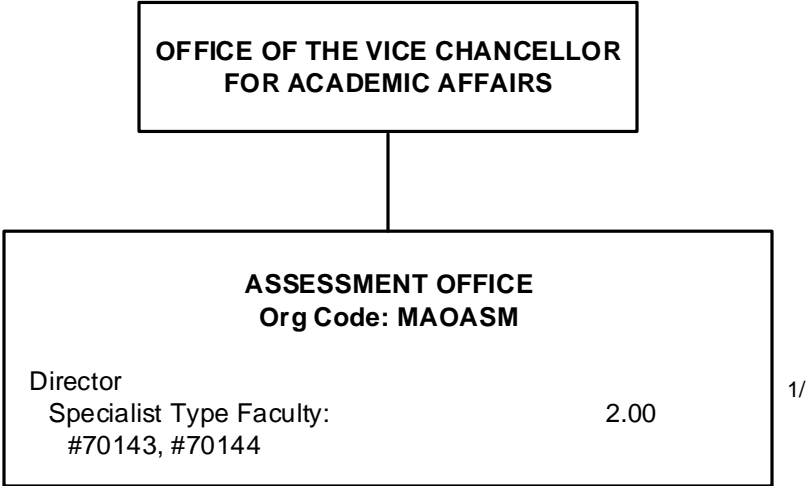 OFFICE OF THE VICE CHANCELLOR
FOR ACADEMIC AFFAIRS
ASSESSMENT OFFICE
Org Code: MAOASM
Director
Specialist Type Faculty: 2.00 1/
#70143, #70144